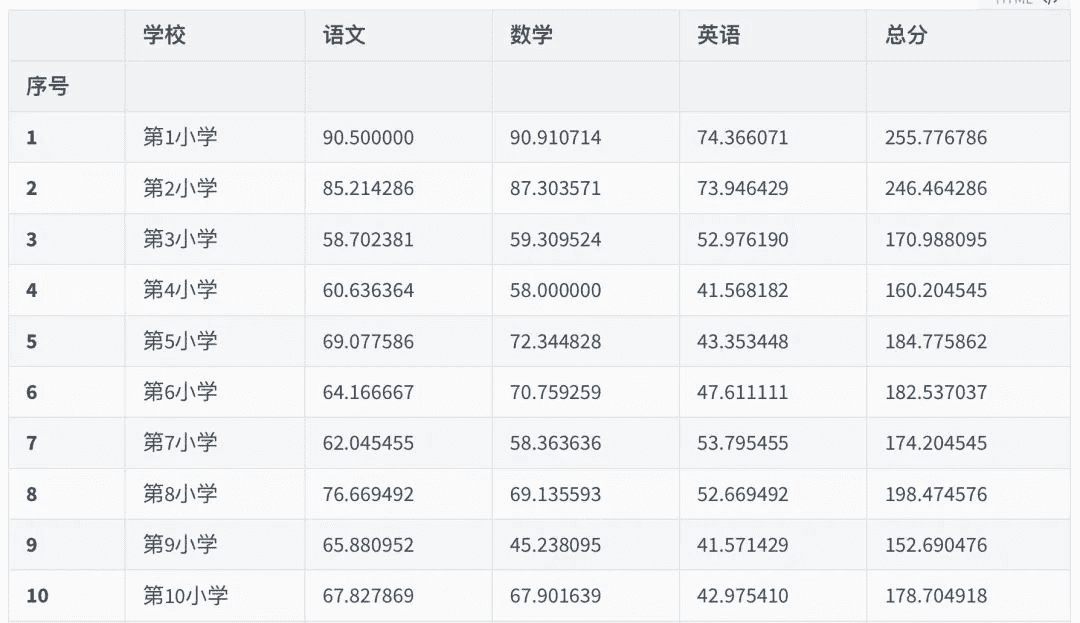 学校 语文 数学 英语 总分
序号
1 第1小学 90.500000 90.910714 74.366071 255.776786
2 第2小学 85.214286 87.303571 73.946429 246.464286
3 第3小学 58.702381 59.309524 52.976190 170.988095
4 第4小学 60.636364 58.000000 41.568182 160.204545
5 第5小学 69.077586 72.344828 43.353448 184.775862
6 第6小学 64.166667 70.759259 47.611111 182.537037
7 第7小学 62.045455 58.363636 53.795455 174.204545
8 第8小学 76.669492 69.135593 52.669492 198.474576
9 第9小学 65.880952 45.238095 41.571429 152.690476
10 第10小学 67.827869 67.901639 42.975410 178.704918